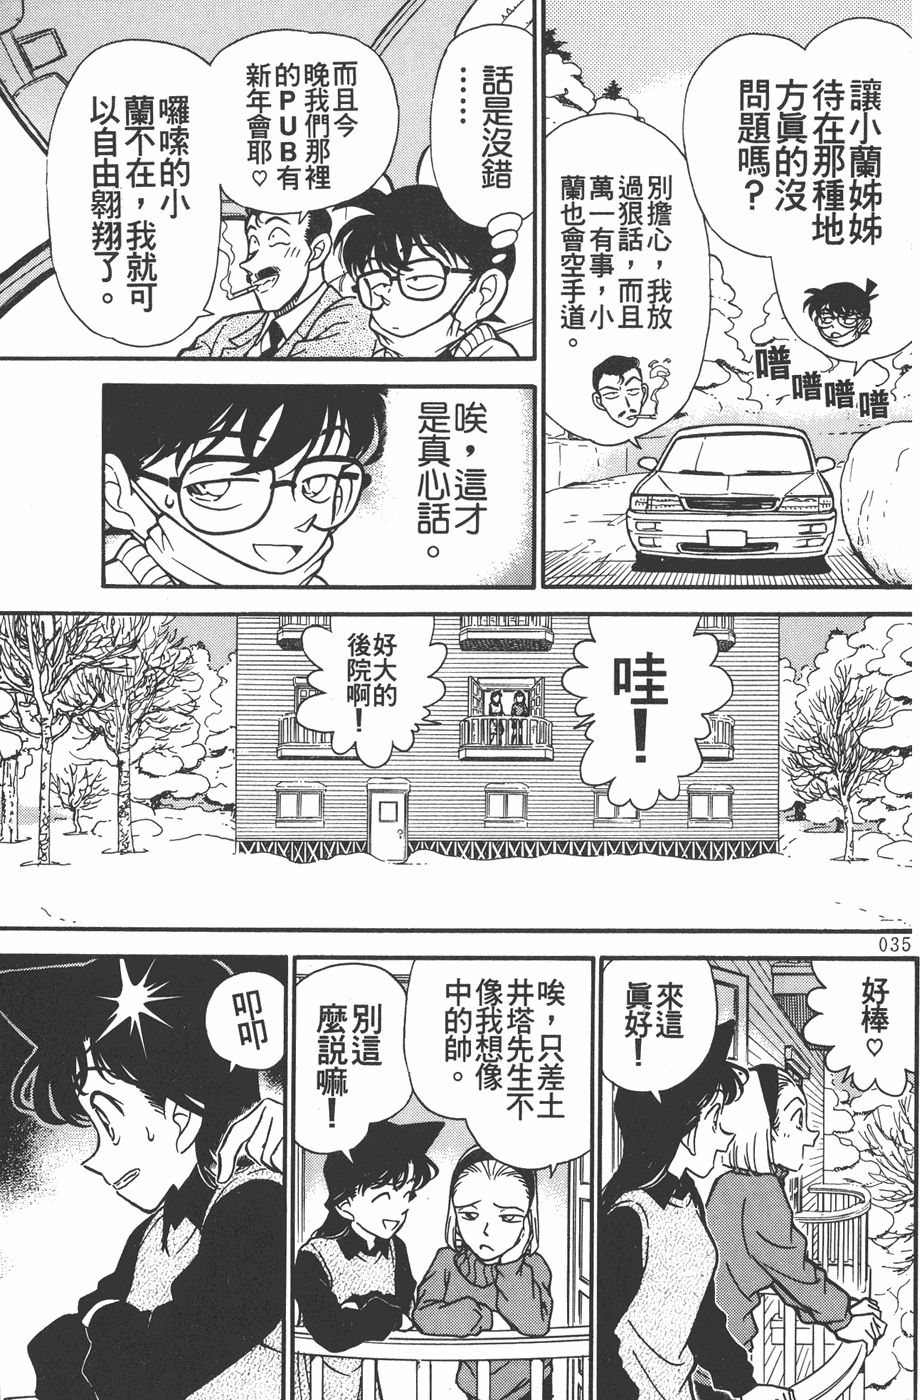 讓小蘭姊姊
待在那種地
方真的沒
問題嗎？
噜
噜
噜
噜
別擔心，我放
過狠話，而且
萬一有事，小
蘭也會空手道
。
話是沒錯
……
而且今
晚我們那裡
的PUB有
新年會耶♡
囉嗦的小
蘭不在，我就可
以自由翱翔了。
唉，這才
是真心話。
哇！
好大的
後院啊！
035
好棒♡
來這
真好！
唉，只差土
井塔先生不
像我想像
中的帥。
別這
麼說嘛！
叩叩